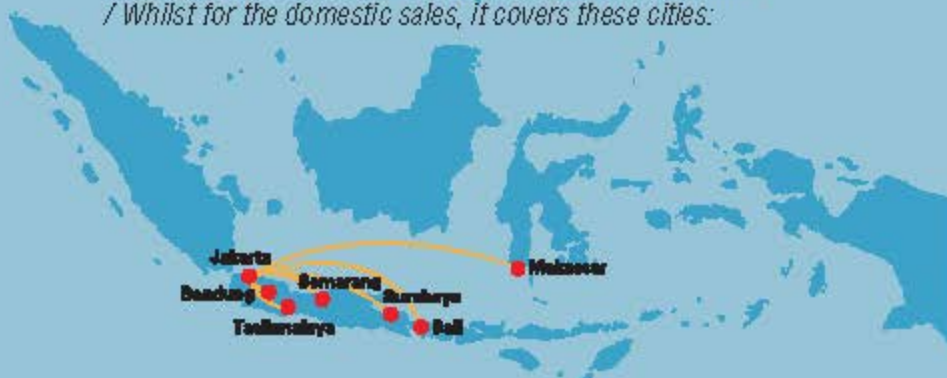 / Whilst for the domestic sales, it covers these cities:
Jakarta
Makassar
Semarang
Bandung
Surabaya
Tasikmalaya
Bali